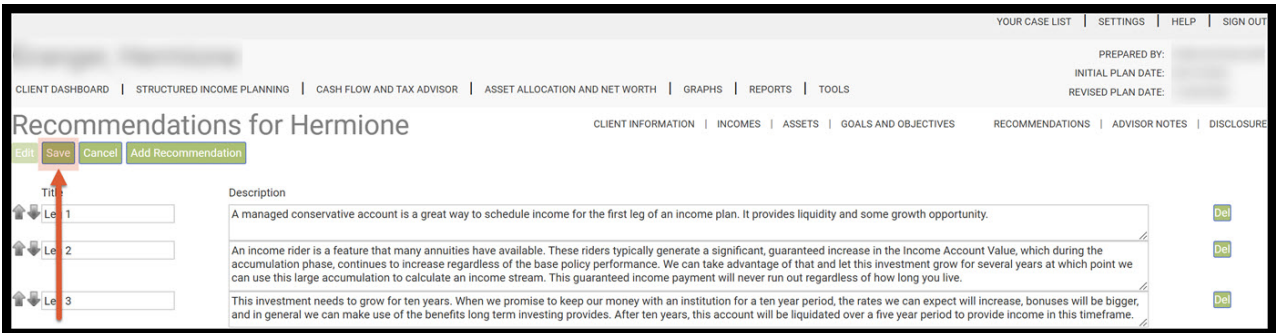 YOUR CASE LIST | SETTINGS | HELP | SIGN OUT
PREPARED BY:
INITIAL PLAN DATE:
REVISED PLAN DATE:
CLIENT DASHBOARD | STRUCTURED INCOME PLANNING | CASH FLOW AND TAX ADVISOR | ASSET ALLOCATION AND NET WORTH | GRAPHS | REPORTS | TOOLS
Recommendations for Hermione
CLIENT INFORMATION | INCOMES | ASSETS | GOALS AND OBJECTIVES RECOMMENDATIONS | ADVISOR NOTES | DISCLOSURE
Edit Save Cancel Add Recommendation
Title Description
Leg 1 A managed conservative account is a great way to schedule income for the first leg of an income plan. It provides liquidity and some growth opportunity. Del
Leg 2 An income rider is a feature that many annuities have available. These riders typically generate a significant, guaranteed increase in the Income Account Value, which during the Del
accumulation phase, continues to increase regardless of the base policy performance. We can take advantage of that and let this investment grow for several years at which point we
can use this large accumulation to calculate an income stream. This guaranteed income payment will never run out regardless of how long you live.
Leg 3 This investment needs to grow for ten years. When we promise to keep our money with an institution for a ten year period, the rates we can expect will increase, bonuses will be bigger, Del
and in general we can make use of the benefits long term investing provides. After ten years, this account will be liquidated over a five year period to provide income in this timeframe.